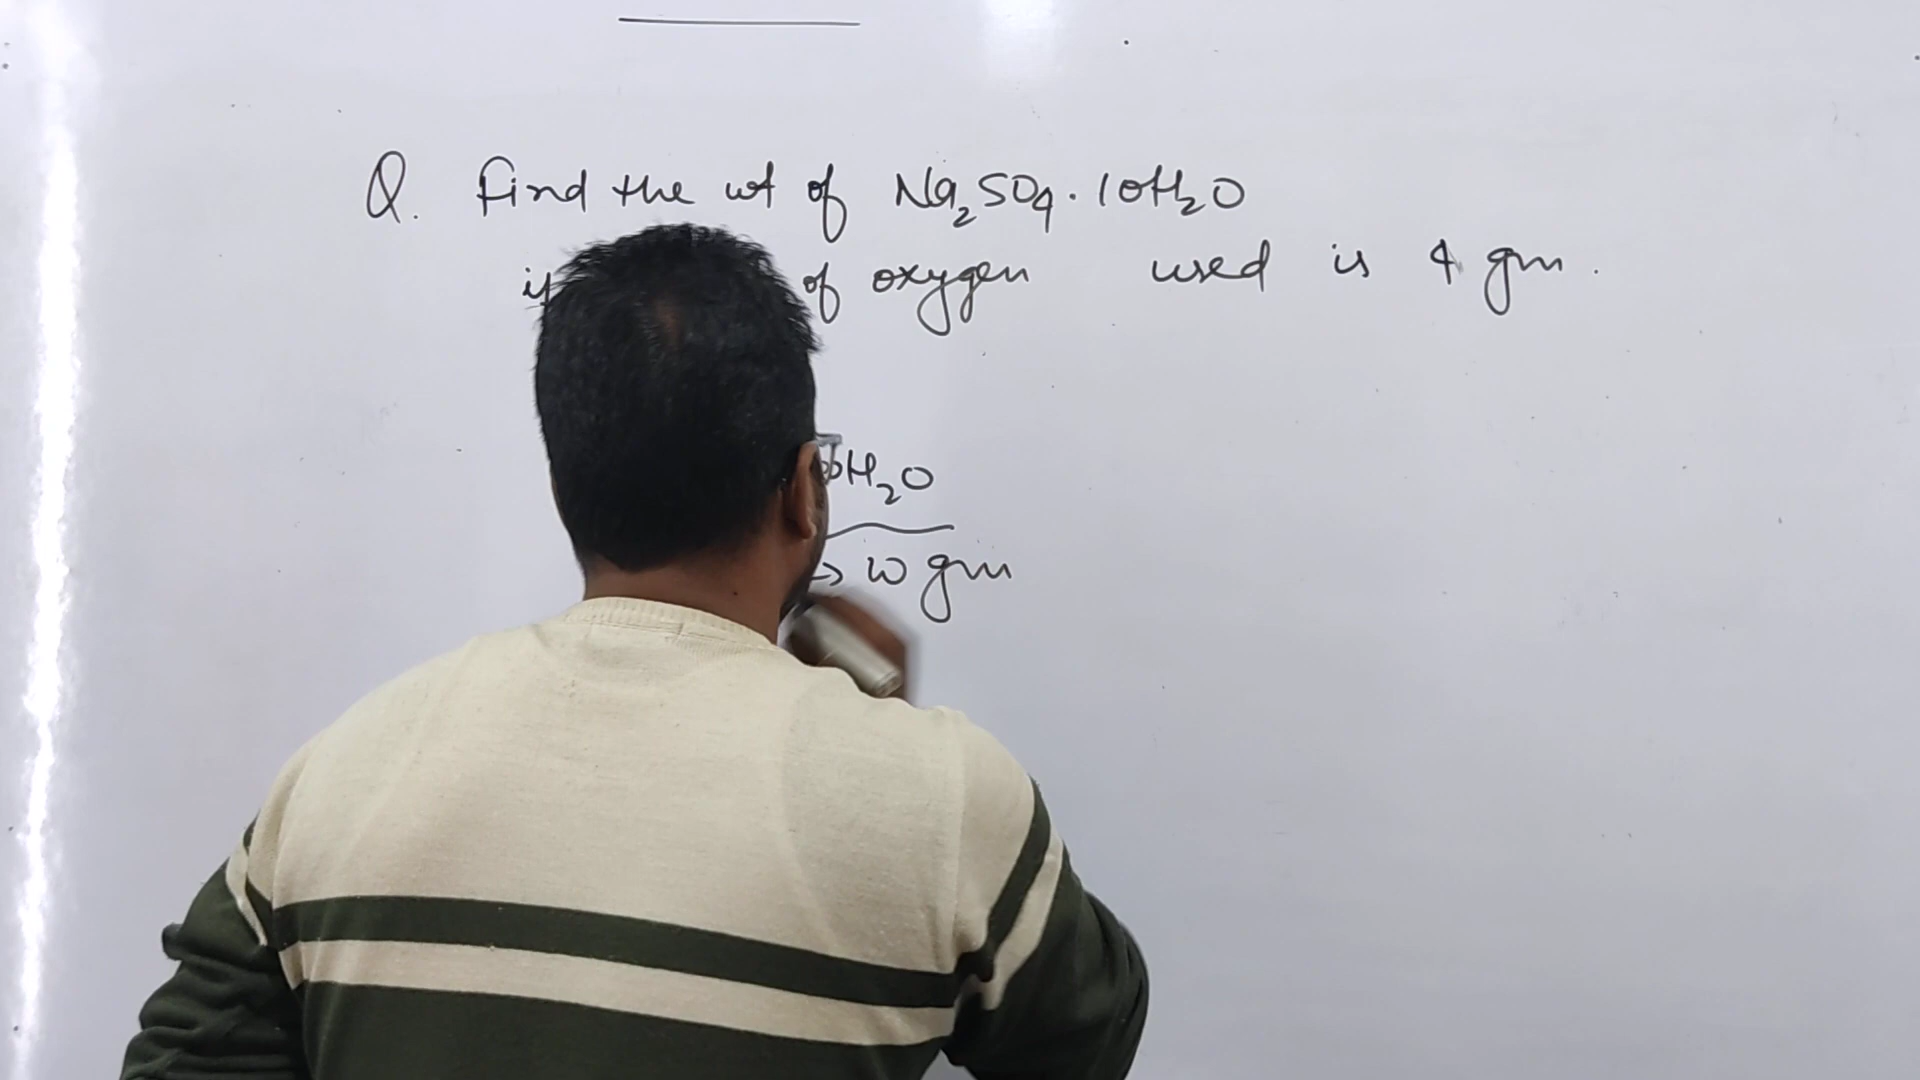 Q. Find the wt of Na₂SO₄.10H₂O
if of oxygen used is 4 gm.
H₂O
→ w gm